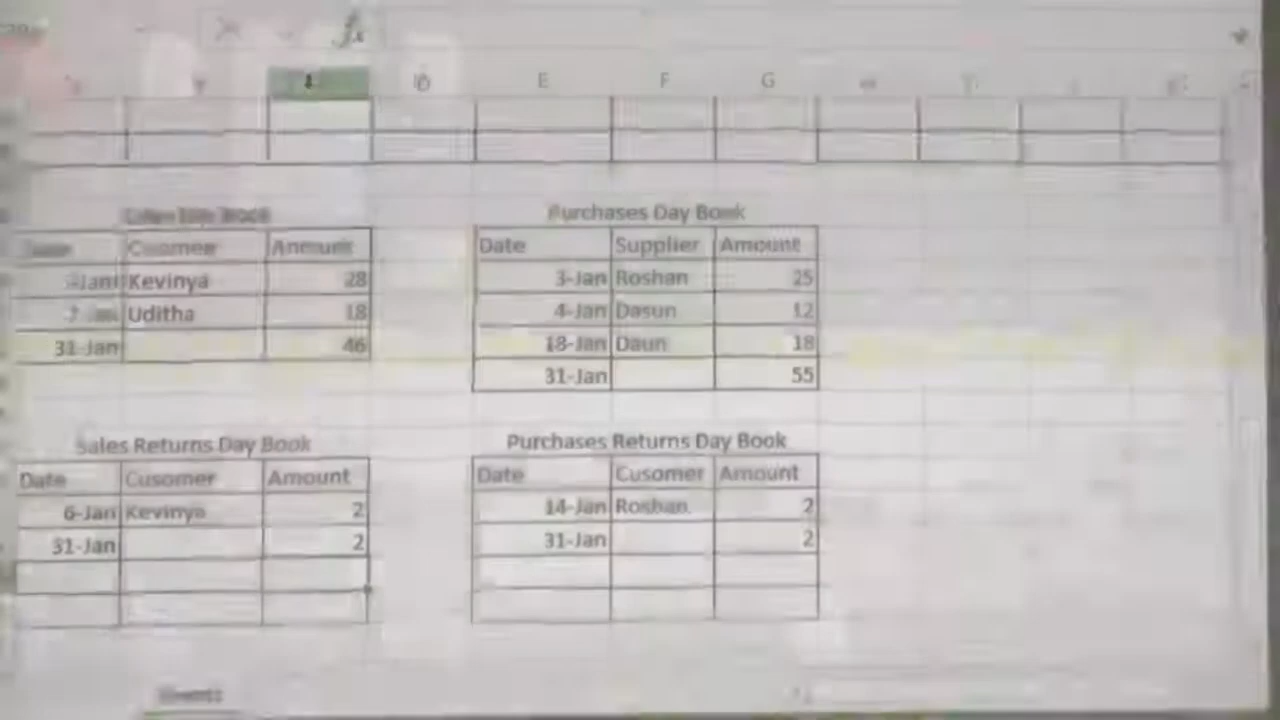 E F G
Purchases Day Book
Cusomer Amount
Date Supplier Amount
Kevinya 28
3-Jan Roshan 25
Uditha 18
4-Jan Dasun 12
31-Jan 46
18-Jan Daun 18
31-Jan 55
Sales Returns Day Book
Purchases Returns Day Book
Date Cusomer Amount
Date Cusomer Amount
6-Jan Kevinya 2
14-Jan Roshan 2
31-Jan 2
31-Jan 2